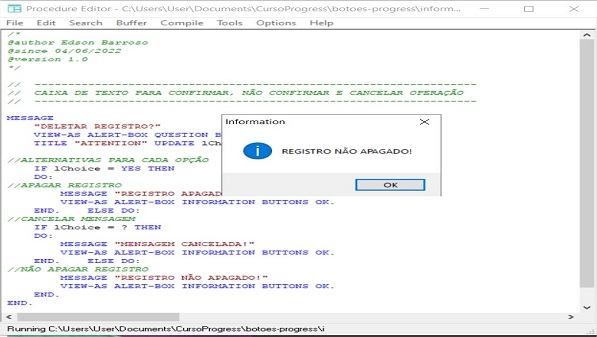 Procedure Editor - C:\Users\User\Documents\CursoProgress\botoes-progress\inform...
File Edit Search Buffer Compile Tools Options Help
/*
@author Edson Barroso
@since 04/06/2022
@version 1.0
*/
// ----------------------------------------------------------------
// CAIXA DE TEXTO PARA CONFIRMAR, NÃO CONFIRMAR E CANCELAR OPERAÇÃO
// ----------------------------------------------------------------
MESSAGE
"DELETAR REGISTRO?"
VIEW-AS ALERT-BOX QUESTION B
TITLE "ATTENTION" UPDATE lCh
//ALTERNATIVAS PARA CADA OPÇÃO
IF lChoice = YES THEN
DO:
//APAGAR REGISTRO
MESSAGE "REGISTRO APAGAD
VIEW-AS ALERT-BOX INFORMATION BUTTONS OK.
END. ELSE DO:
//CANCELAR MENSAGEM
IF lChoice = ? THEN
DO:
MESSAGE "MENSAGEM CANCELADA!"
VIEW-AS ALERT-BOX INFORMATION BUTTONS OK.
END. ELSE DO:
//NÃO APAGAR REGISTRO
MESSAGE "REGISTRO NÃO APAGADO!"
VIEW-AS ALERT-BOX INFORMATION BUTTONS OK.
END.
END.
Information
REGISTRO NÃO APAGADO!
OK
Running C:\Users\User\Documents\CursoProgress\botoes-progress\i